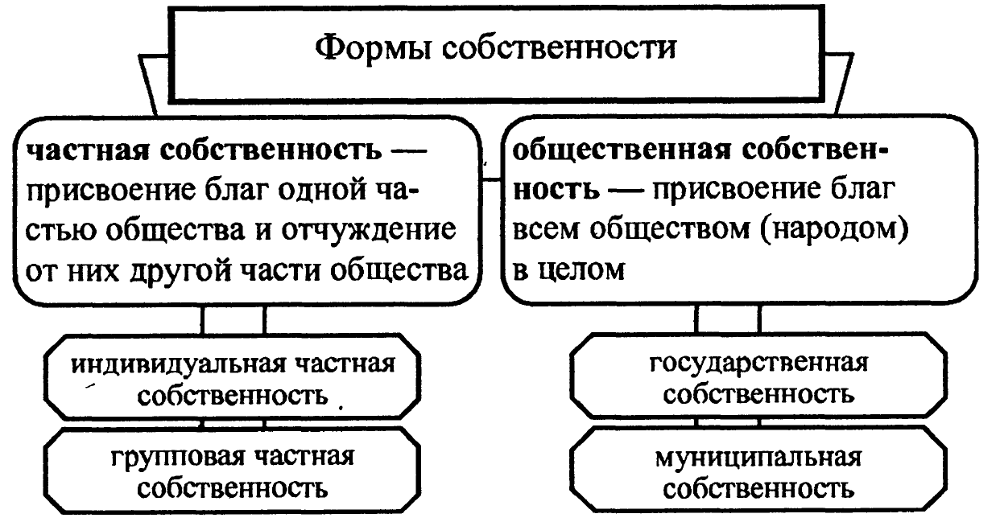 Формы собственности
частная собственность —
присвоение благ одной ча-
стью общества и отчуждение
от них другой части общества
общественная собствен-
ность — присвоение благ
всем обществом (народом)
в целом
индивидуальная частная
собственность
групповая частная
собственность
государственная
собственность
муниципальная
собственность